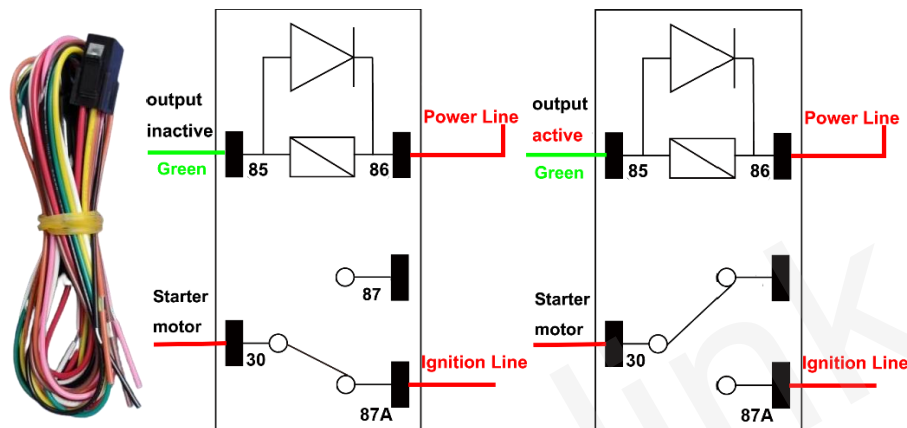 output
inactive
Green
85
86
Power Line
87
Starter
motor
30
Ignition Line
87A
output
active
Green
85
86
Power Line
Starter
motor
30
Ignition Line
87A
link